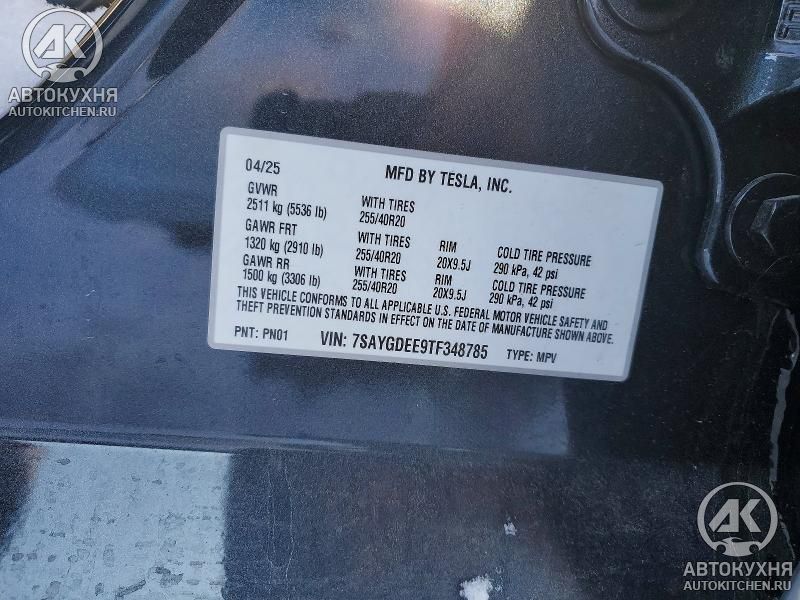 AK
АВТОКУХНЯ
AUTOKITCHEN.RU
04/25 MFD BY TESLA, INC.
GVWR WITH TIRES
2511 kg (5536 lb) 255/40R20
GAWR FRT WITH TIRES RIM COLD TIRE PRESSURE
1320 kg (2910 lb) 255/40R20 20X9.5J 290 kPa, 42 psi
GAWR RR WITH TIRES RIM COLD TIRE PRESSURE
1500 kg (3306 lb) 255/40R20 20X9.5J 290 kPa, 42 psi
THIS VEHICLE CONFORMS TO ALL APPLICABLE U.S. FEDERAL MOTOR VEHICLE SAFETY AND
THEFT PREVENTION STANDARDS IN EFFECT ON THE DATE OF MANUFACTURE SHOWN ABOVE.
PNT: PN01 VIN: 7SAYGDEE9TF348785 TYPE: MPV
AK
АВТОКУХНЯ
AUTOKITCHEN.RU